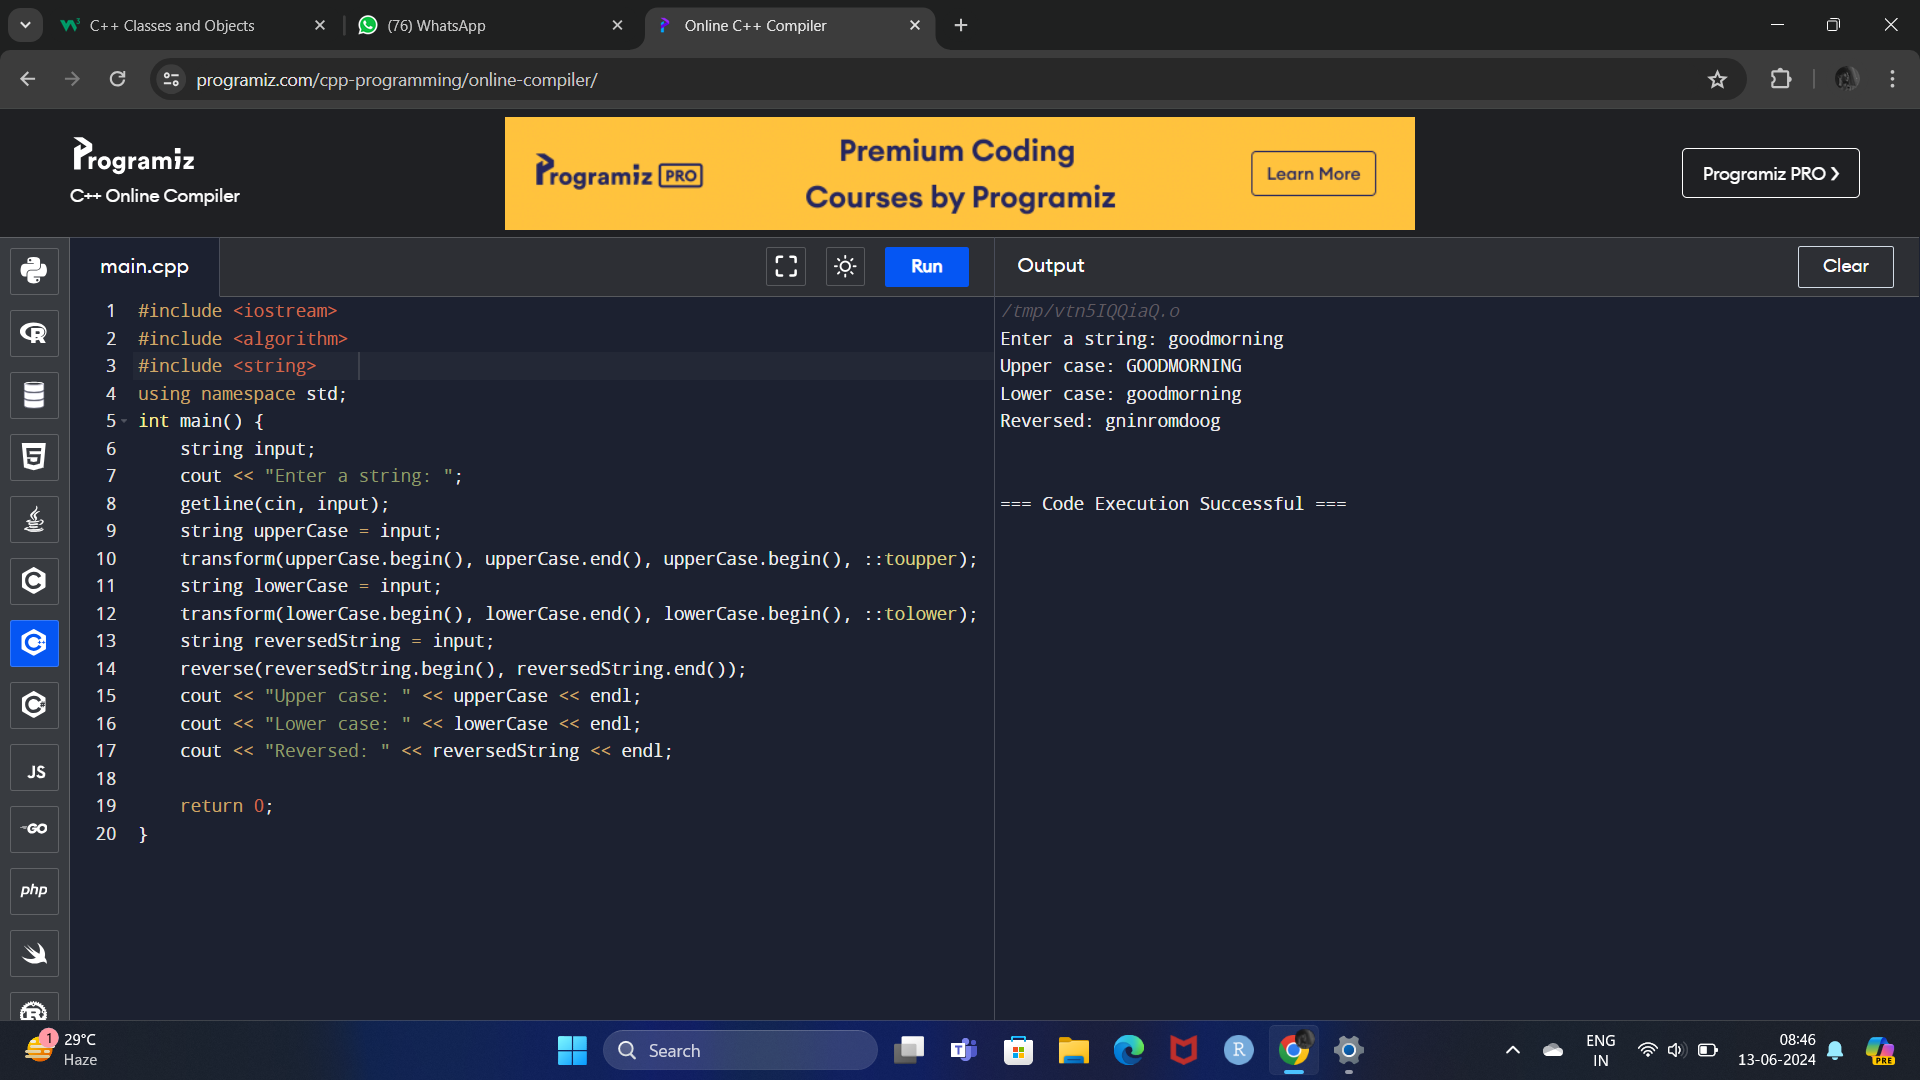 C++ Classes and Objects
(76) WhatsApp
Online C++ Compiler
programiz.com/cpp-programming/online-compiler/
Programiz
C++ Online Compiler
Programiz PRO
Premium Coding
Courses by Programiz
Learn More
Programiz PRO ❯
main.cpp
Run
Output
Clear
1 #include <iostream>
2 #include <algorithm>
3 #include <string>
4 using namespace std;
5 int main() {
6     string input;
7     cout << "Enter a string: ";
8     getline(cin, input);
9     string upperCase = input;
10     transform(upperCase.begin(), upperCase.end(), upperCase.begin(), ::toupper);
11     string lowerCase = input;
12     transform(lowerCase.begin(), lowerCase.end(), lowerCase.begin(), ::tolower);
13     string reversedString = input;
14     reverse(reversedString.begin(), reversedString.end());
15     cout << "Upper case: " << upperCase << endl;
16     cout << "Lower case: " << lowerCase << endl;
17     cout << "Reversed: " << reversedString << endl;
18
19     return 0;
20 }
/tmp/vtn5IQQiaQ.o
Enter a string: goodmorning
Upper case: GOODMORNING
Lower case: goodmorning
Reversed: gninromdoog
=== Code Execution Successful ===
JS
GO
php
1
29°C
Haze
Search
ENG
IN
08:46
13-06-2024
PRE